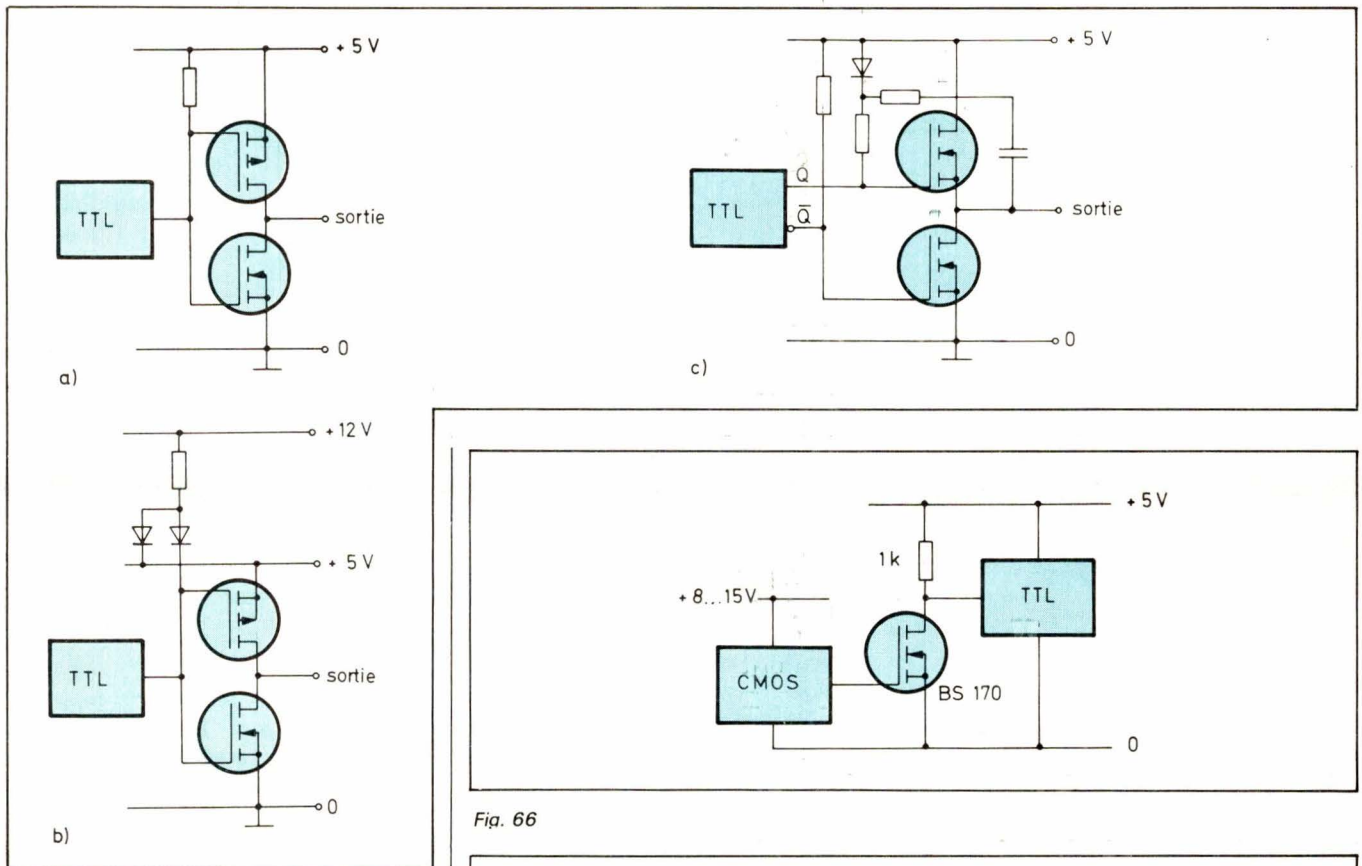 + 5 V
TTL
sortie
0
a)
+ 12 V
+ 5 V
TTL
sortie
0
b)
+ 5 V
Q
Q̅
TTL
sortie
0
c)
+ 5 V
1 k
TTL
+ 8...15 V
CMOS
BS 170
0
Fig. 66